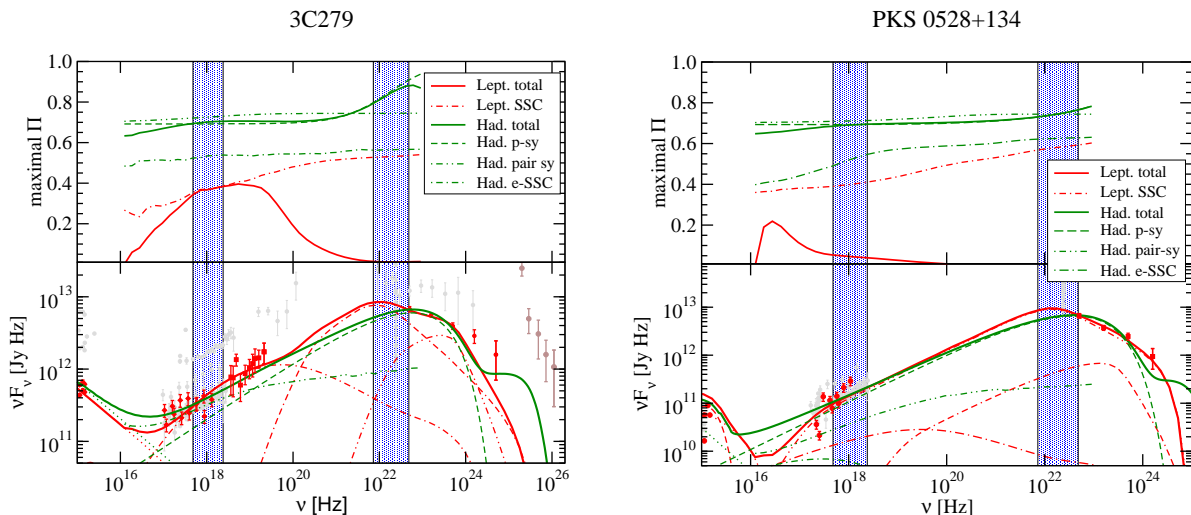 3C279
PKS 0528+134
1.0
0.8
0.6
0.4
0.2
maximal Π
Lept. total
Lept. SSC
Had. total
Had. p-sy
Had. pair sy
Had. e-SSC
10^13
10^12
10^11
νF_ν [Jy Hz]
10^16 10^18 10^20 10^22 10^24 10^26
ν [Hz]
1.0
0.8
0.6
0.4
0.2
maximal Π
Lept. total
Lept. SSC
Had. total
Had. p-sy
Had. pair-sy
Had. e-SSC
10^13
10^12
10^11
10^10
νF_ν [Jy Hz]
10^16 10^18 10^20 10^22 10^24
ν [Hz]